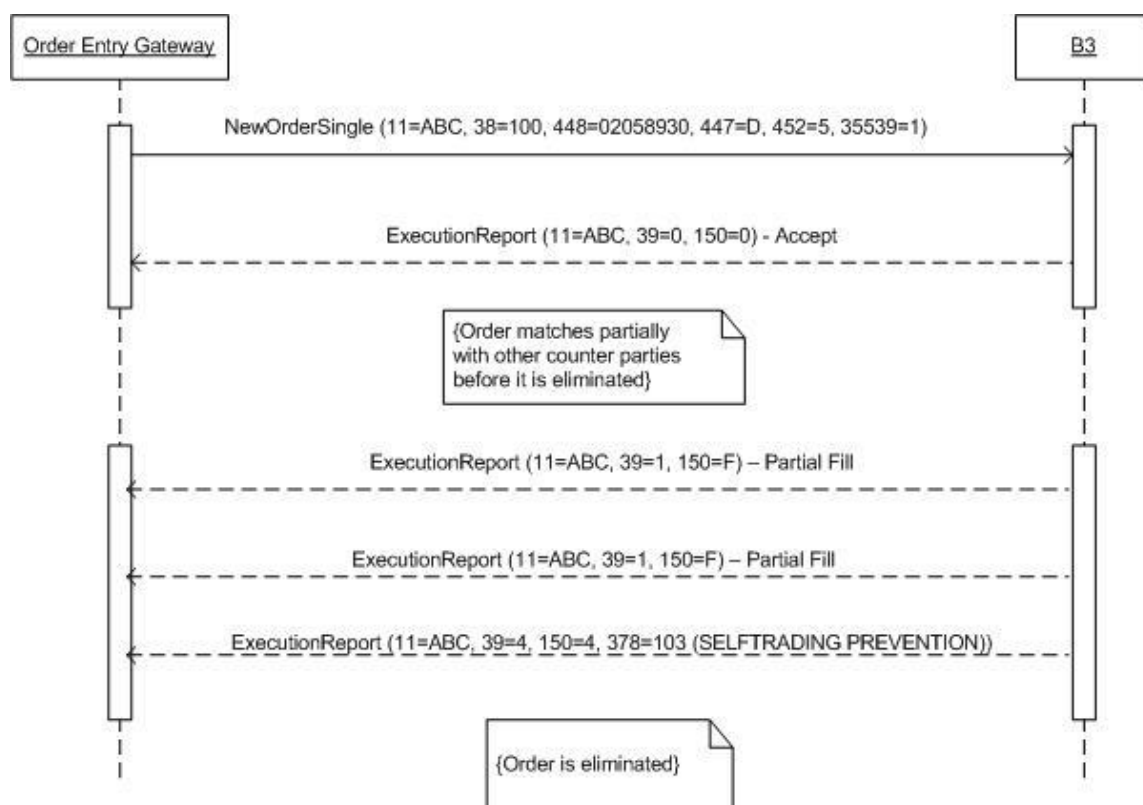 Order Entry Gateway
B3
NewOrderSingle (11=ABC, 38=100, 448=02058930, 447=D, 452=5, 35539=1)
ExecutionReport (11=ABC, 39=0, 150=0) - Accept
{Order matches partially
with other counter parties
before it is eliminated}
ExecutionReport (11=ABC, 39=1, 150=F) – Partial Fill
ExecutionReport (11=ABC, 39=1, 150=F) – Partial Fill
ExecutionReport (11=ABC, 39=4, 150=4, 378=103 (SELFTRADING PREVENTION))
{Order is eliminated}